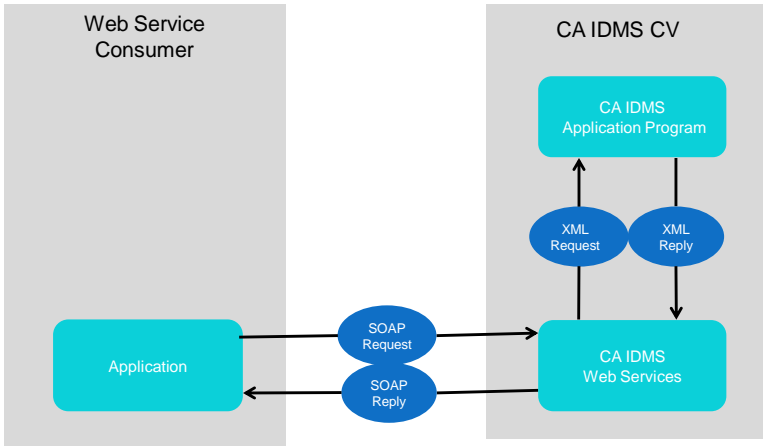 Web Service
Consumer
CA IDMS CV
CA IDMS
Application Program
XML
Request
XML
Reply
SOAP
Request
Application
CA IDMS
Web Services
SOAP
Reply